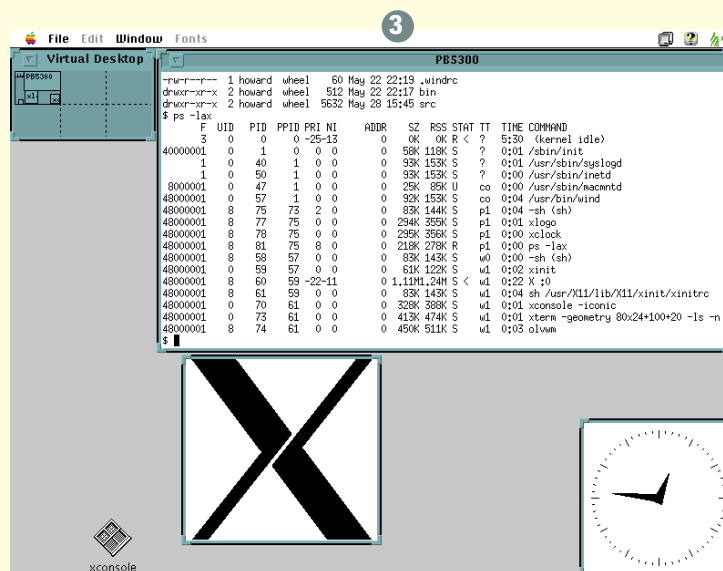 3
File Edit Window Fonts
Virtual Desktop
PB5300
PB5300
xl
-rw-r--r-- 1 howard wheel 60 May 22 22:19 .windrc
drwxr-xr-x 2 howard wheel 512 May 22 22:17 bin
drwxr-xr-x 2 howard wheel 5632 May 28 15:45 src
$ ps -lax
F UID PID PPID PRI NI ADDR SZ RSS STAT TT TIME COMMAND
3 0 0 0 -25-13 0 0K 0K R < ? 5:30 (kernel idle)
40000001 0 1 0 0 0 0 58K 118K S ? 0:01 /sbin/init
1 0 40 1 0 0 0 93K 153K S ? 0:01 /usr/sbin/syslogd
1 0 50 1 0 0 0 93K 153K S ? 0:00 /usr/sbin/inetd
8000001 0 47 1 0 0 0 25K 85K U co 0:00 /usr/sbin/macmntd
48000001 0 57 1 0 0 0 92K 153K S co 0:04 /usr/bin/wind
48000001 8 75 73 2 0 0 83K 144K S p1 0:04 -sh (sh)
48000001 8 77 75 0 0 0 294K 355K S p1 0:01 xlogo
48000001 8 78 75 0 0 0 295K 356K S p1 0:00 xclock
48000001 8 81 75 8 0 0 218K 278K R p1 0:00 ps -lax
48000001 8 58 57 0 0 0 83K 143K S w0 0:00 -sh (sh)
48000001 0 59 57 0 0 0 61K 122K S w1 0:02 xinit
48000001 8 60 59 -22-11 0 1.11M1.24M S < w1 0:22 X :0
48000001 8 61 59 0 0 0 83K 143K S w1 0:04 sh /usr/X11/lib/X11/xinit/xinitrc
48000001 8 70 61 0 0 0 328K 388K S w1 0:01 xconsole -iconic
48000001 8 73 61 0 0 0 413K 474K S w1 0:01 xterm -geometry 80x24+100+20 -ls -n
48000001 8 74 61 0 0 0 450K 511K S w1 0:03 olvwm
$
xconsole